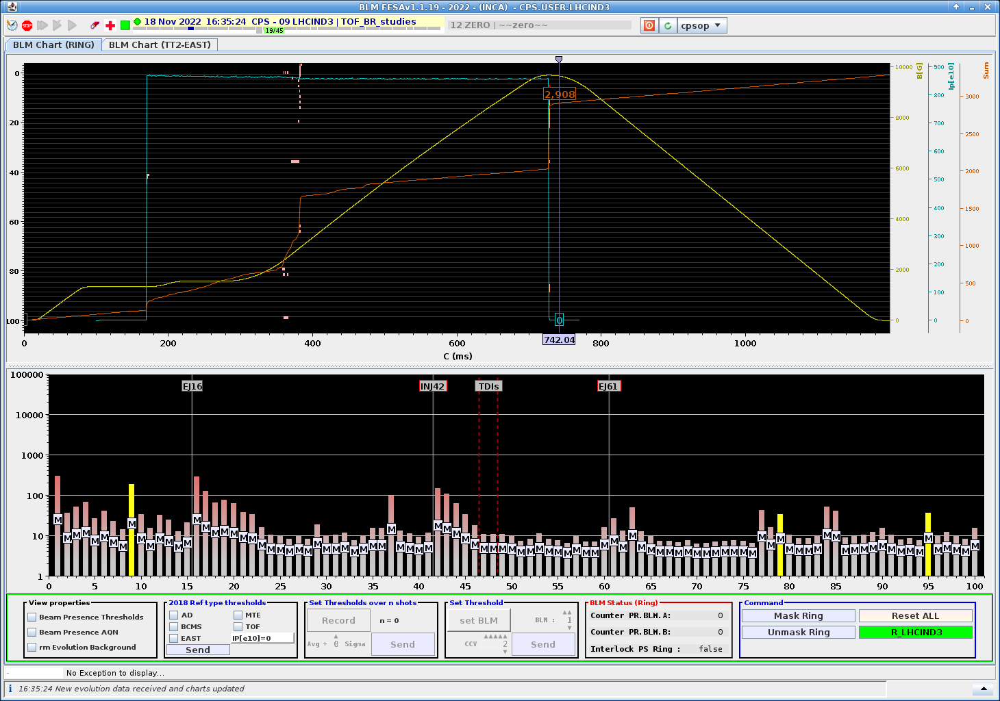 BLM FESAv1.1.19 - 2022 - (INCA) - CPS.USER.LHCIND3
STOP
18 Nov 2022 16:35:24 CPS - 09 LHCIND3 | TOF_BR_studies
19/45
12 ZERO | ~~zero~~
cpsop
BLM Chart (RING) BLM Chart (TT2-EAST)
0
20
40
60
80
100
2,908
0
742.04
0 200 400 600 800 1000
C (ms)
10000
8000
6000
4000
2000
0
B[G]
900
800
700
600
500
400
300
200
100
0
Ip[e10]
3000
2500
2000
1500
1000
500
0
Sum
100000
10000
1000
100
10
1
EJ16 INJ42 TDIs EJ61
M M M M M M M M M M M M M M M M M M M M M M M M M M M M M M M M M M M M M M M M M M M M M M M M M M M M M M M M M M M M M M M M M M M M M M M M M M M M M M M M M M M M M M M M M M M M M M M M M M M M
0 5 10 15 20 25 30 35 40 45 50 55 60 65 70 75 80 85 90 95 100
View properties
Beam Presence Thresholds
Beam Presence AQN
rm Evolution Background
2018 Ref type thresholds
AD MTE
BCMS TOF
EAST IP[e10]=0
Send
Set Thresholds over n shots
Record n = 0
Avg + 0 Sigma Send
Set Threshold
set BLM BLM : 1
CCV 2 Send
BLM Status (Ring)
Counter PR.BLM.A: 0
Counter PR.BLM.B: 0
Interlock PS Ring : false
Command
Mask Ring Reset ALL
Unmask Ring R_LHCIND3
- No Exception to display...
16:35:24 New evolution data received and charts updated